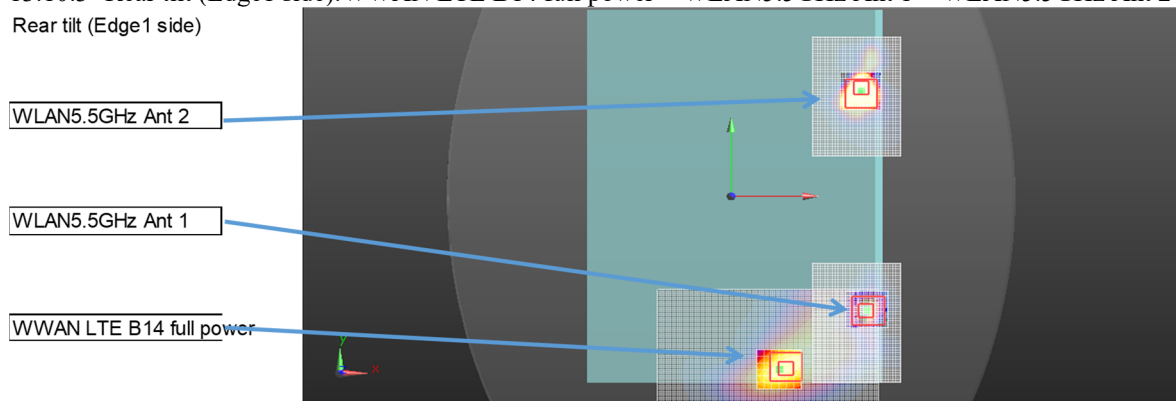 Rear tilt (Edge1 side)
WLAN5.5GHz Ant 2
WLAN5.5GHz Ant 1
WWAN LTE B14 full power
y
x